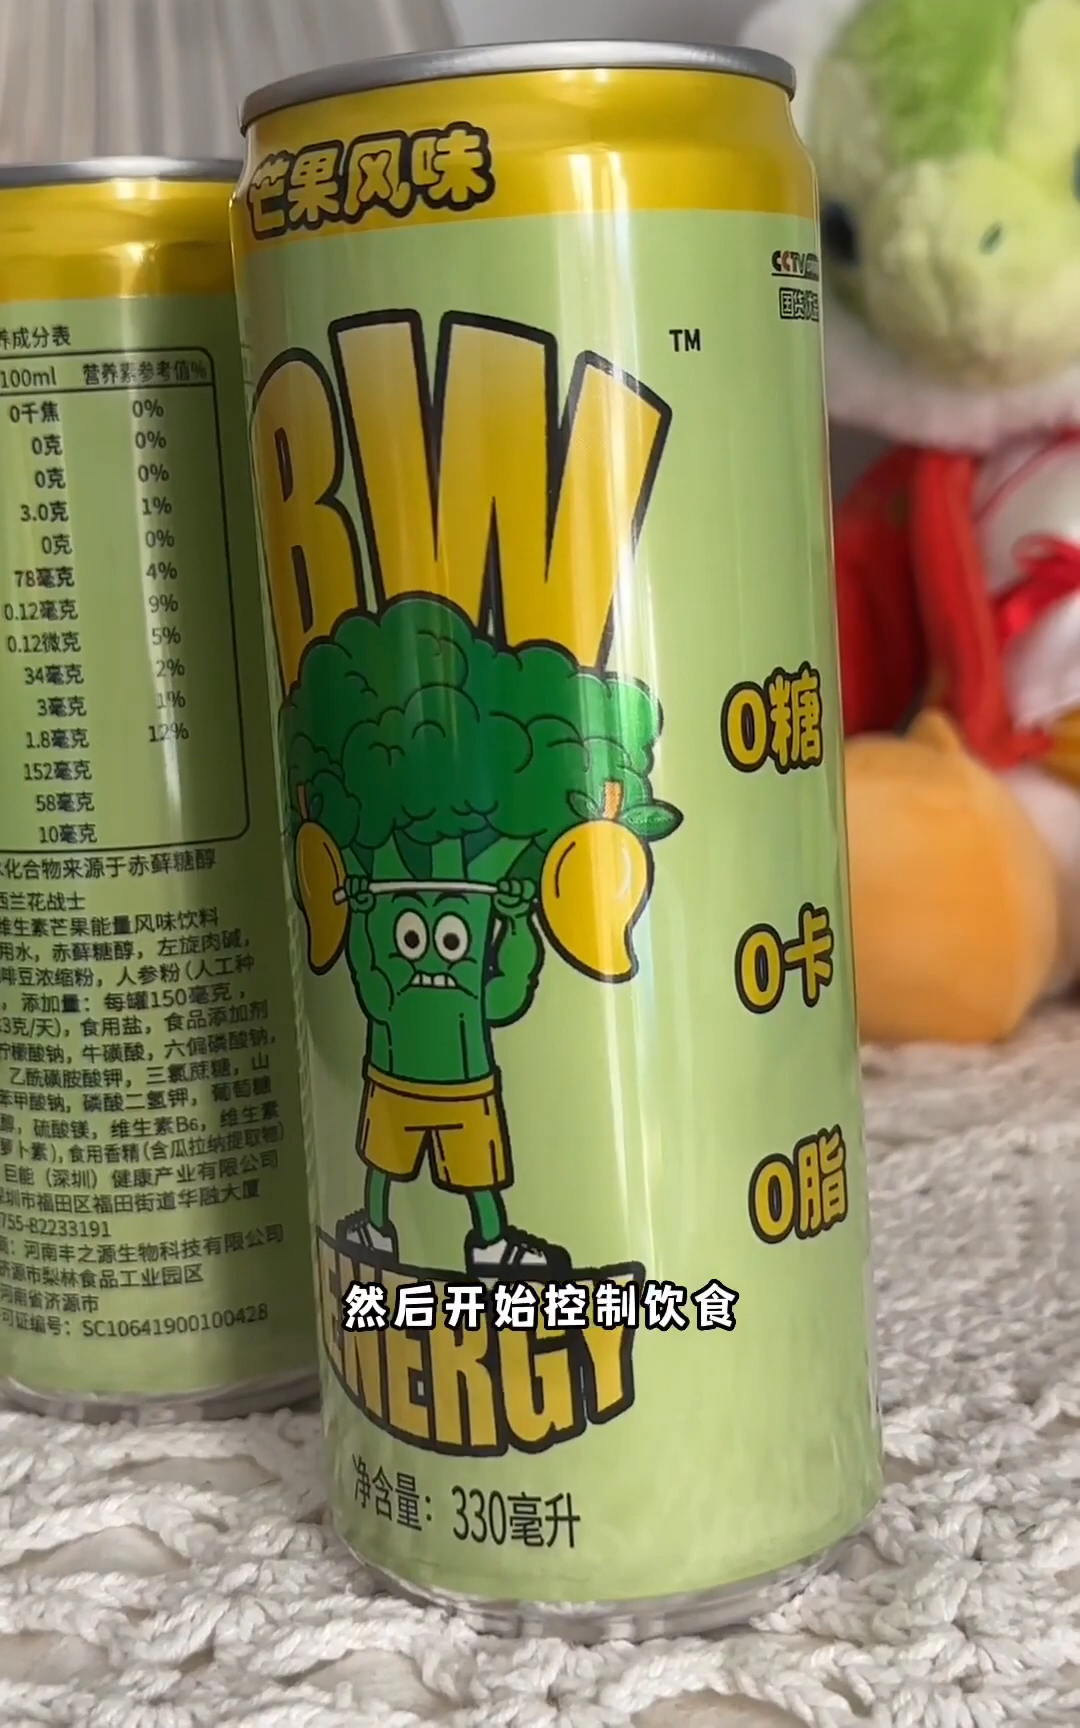 芒果风味
CCTV
国货优品
TM
BW
0糖
0卡
0脂
ENERGY
然后开始控制饮食
净含量：330毫升
养成分表
100ml 营养素参考值%
0千焦 0%
0克 0%
0克 0%
3.0克 1%
0克 0%
78毫克 4%
0.12毫克 9%
0.12微克 5%
34毫克 2%
3毫克 1%
1.8毫克 12%
152毫克
58毫克
10毫克
化合物来源于赤藓糖醇
西兰花战士
维生素芒果能量风味饮料
用水，赤藓糖醇，左旋肉碱，
啡豆浓缩粉，人参粉（人工种
，添加量：每罐150毫克，
3克/天），食用盐，食品添加剂
柠檬酸钠，牛磺酸，六偏磷酸钠，
乙酰磺胺酸钾，三氯蔗糖，山
苯甲酸钠，磷酸二氢钾，葡萄糖
醇，硫酸镁，维生素B₆，维生素
萝卜素），食用香精（含瓜拉纳提取物）
巨能（深圳）健康产业有限公司
圳市福田区福田街道华融大厦
755-82233191
：河南丰之源生物科技有限公司
济源市梨林食品工业园区
河南省济源市
可证编号：SC10641900100428